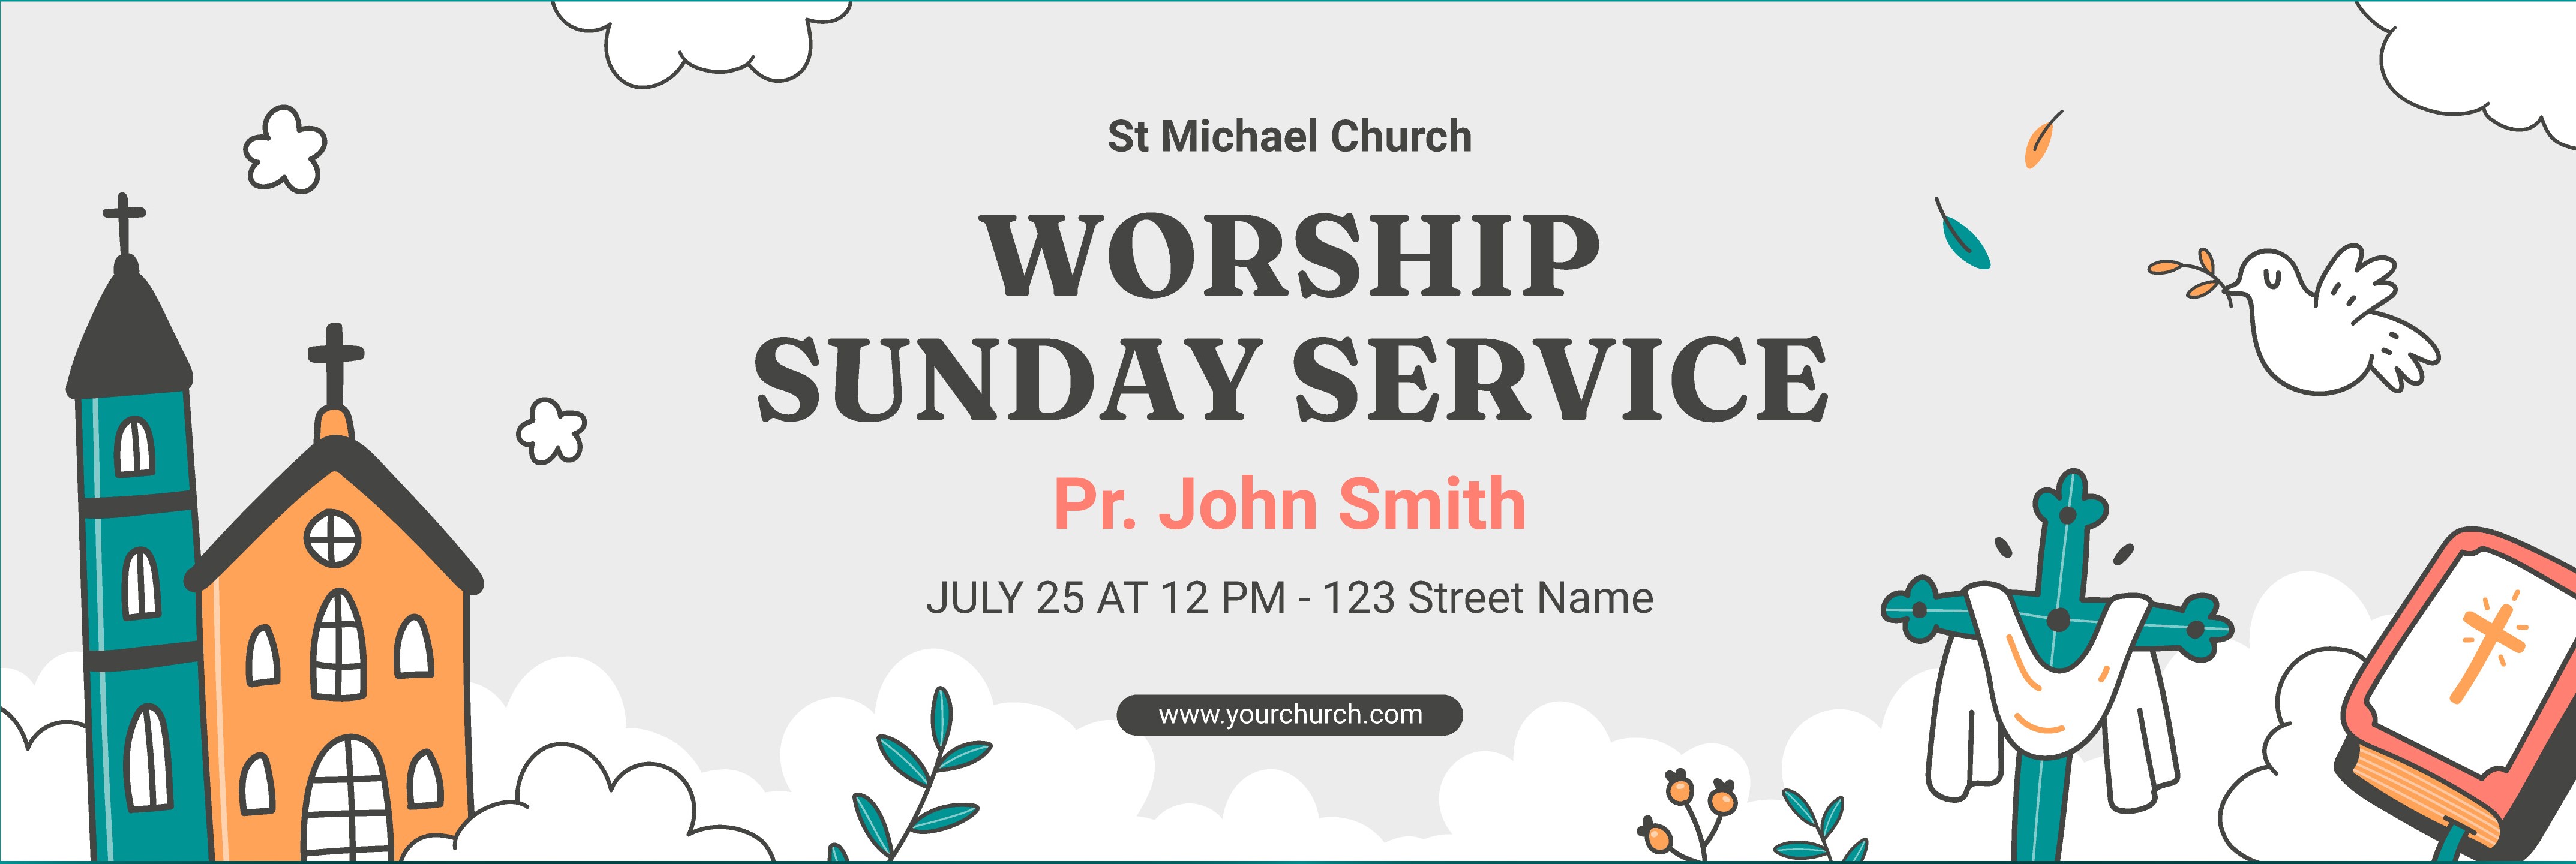 St Michael Church
WORSHIP
SUNDAY SERVICE
Pr. John Smith
JULY 25 AT 12 PM - 123 Street Name
www.yourchurch.com